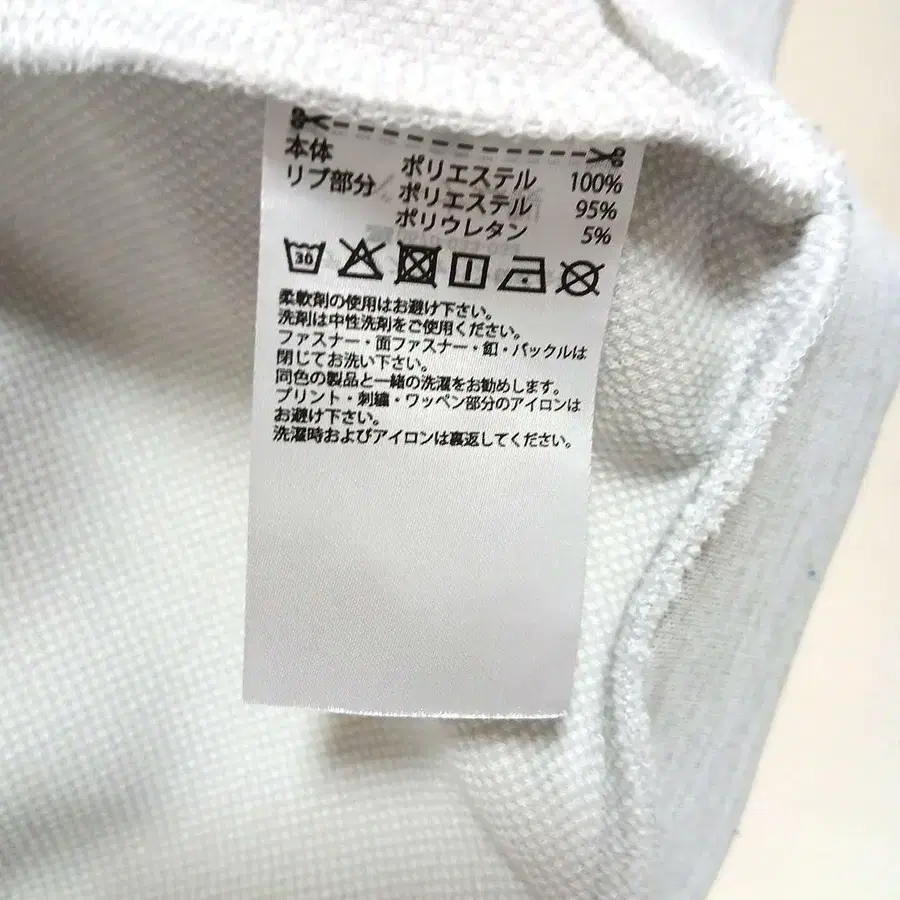 本体 ポリエステル 100%
リブ部分 ポリエステル 95%
ポリウレタン 5%
30
柔軟剤の使用はお避け下さい。
洗剤は中性洗剤をご使用ください。
ファスナー・面ファスナー・釦・バックルは
閉じてお洗い下さい。
同色の製品と一緒の洗濯をお勧めします。
プリント・刺繍・ワッペン部分のアイロンは
お避け下さい。
洗濯時およびアイロンは裏返してください。